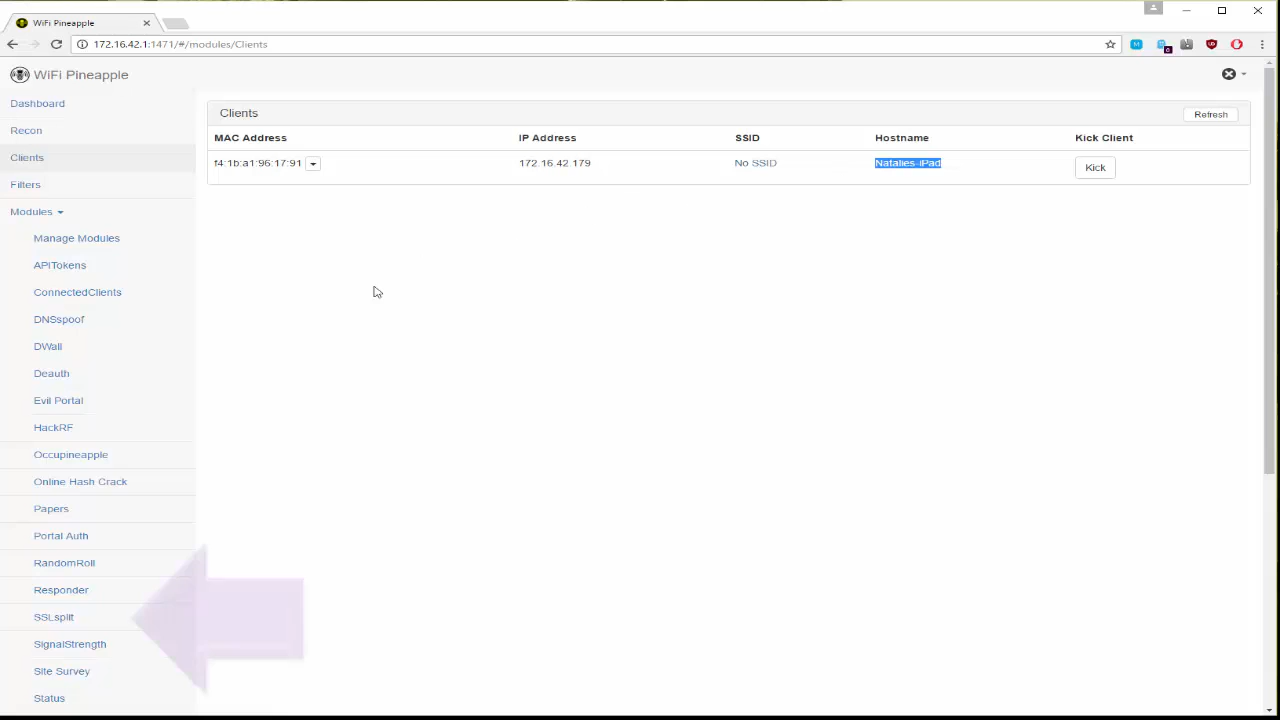 WiFi Pineapple
172.16.42.1:1471/#/modules/Clients
WiFi Pineapple
Dashboard
Recon
Clients
Filters
Modules
Manage Modules
APITokens
ConnectedClients
DNSspoof
DWall
Deauth
Evil Portal
HackRF
Occupineapple
Online Hash Crack
Papers
Portal Auth
RandomRoll
Responder
SSLsplit
SignalStrength
Site Survey
Status
Clients
Refresh
MAC Address IP Address SSID Hostname Kick Client
f4:1b:a1:96:17:91 172.16.42.179 No SSID Natalies-iPad Kick